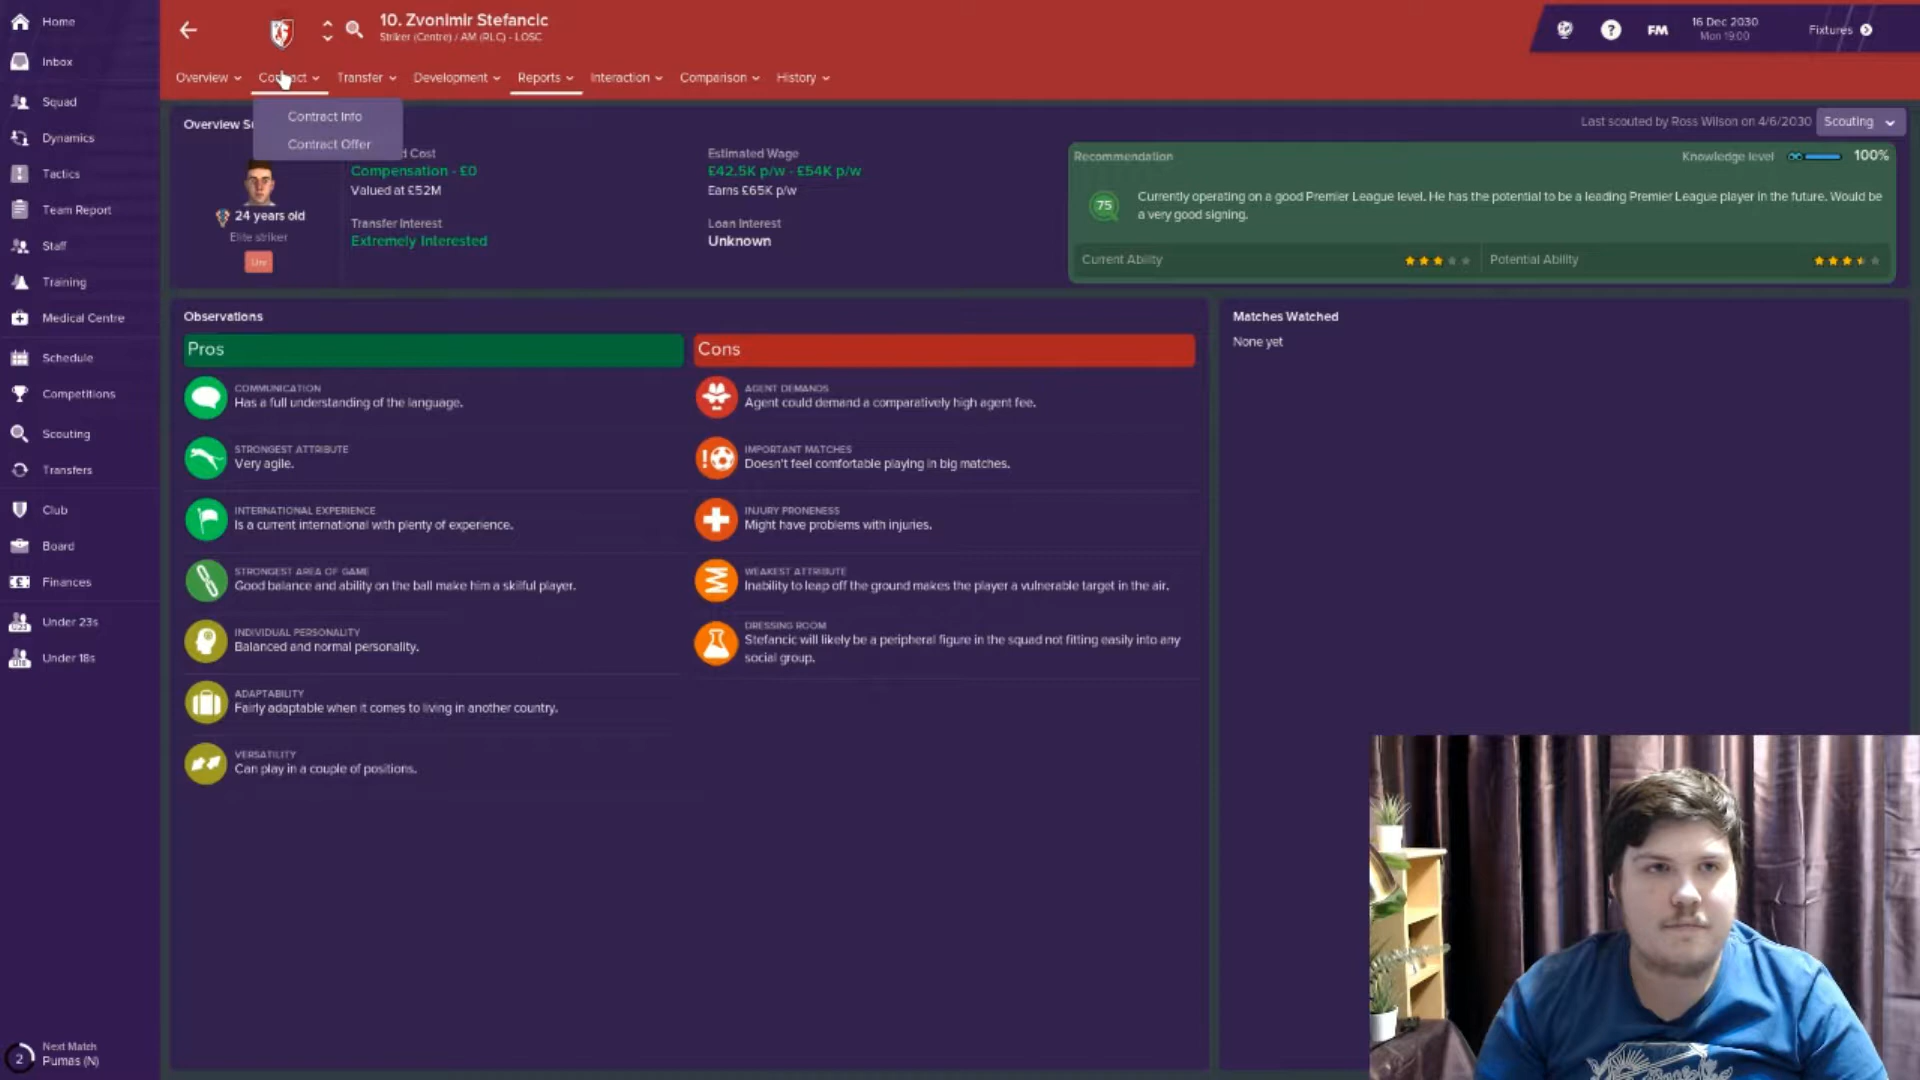 Home
Inbox
Squad
Dynamics
Tactics
Team Report
Staff
Training
Medical Centre
Schedule
Competitions
Scouting
Transfers
Club
Board
Finances
Under 23s
Under 18s
2
Next Match
Pumas (N)
10. Zvonimir Stefancic
Striker (Centre) / AM (RLC) - LOSC
FM
16 Dec 2030
Mon 19:00
Fixtures
Overview
Contract
Transfer
Development
Reports
Interaction
Comparison
History
Contract Info
Contract Offer
Last scouted by Ross Wilson on 4/6/2030
Scouting
24 years old
Elite striker
Cost
Compensation - £0
Valued at £52M
Transfer Interest
Extremely Interested
Estimated Wage
£42.5K p/w - £54K p/w
Earns £65K p/w
Loan Interest
Unknown
Recommendation
Knowledge level
100%
75
Currently operating on a good Premier League level. He has the potential to be a leading Premier League player in the future. Would be
a very good signing.
Current Ability
Potential Ability
Observations
Pros
COMMUNICATION
Has a full understanding of the language.
STRONGEST ATTRIBUTE
Very agile.
INTERNATIONAL EXPERIENCE
Is a current international with plenty of experience.
STRONGEST AREA OF GAME
Good balance and ability on the ball make him a skilful player.
INDIVIDUAL PERSONALITY
Balanced and normal personality.
ADAPTABILITY
Fairly adaptable when it comes to living in another country.
VERSATILITY
Can play in a couple of positions.
Cons
AGENT DEMANDS
Agent could demand a comparatively high agent fee.
IMPORTANT MATCHES
Doesn't feel comfortable playing in big matches.
INJURY PRONENESS
Might have problems with injuries.
WEAKEST ATTRIBUTE
Inability to leap off the ground makes the player a vulnerable target in the air.
DRESSING ROOM
Stefancic will likely be a peripheral figure in the squad not fitting easily into any
social group.
Matches Watched
None yet